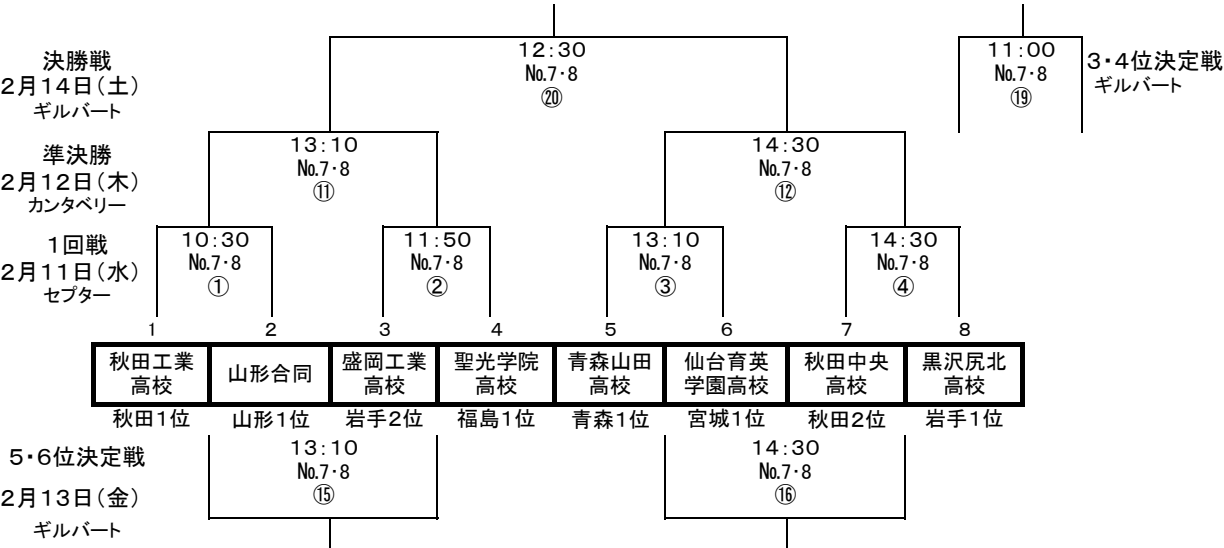 決勝戦
2月14日(土)
ギルバート
12:30
No.7・8
⑳
11:00
No.7・8
⑲
3・4位決定戦
ギルバート
準決勝
2月12日(木)
カンタベリー
13:10
No.7・8
⑪
14:30
No.7・8
⑫
1回戦
2月11日(水)
セプター
10:30
No.7・8
①
11:50
No.7・8
②
13:10
No.7・8
③
14:30
No.7・8
④
1 2 3 4 5 6 7 8
秋田工業
高校
山形合同
盛岡工業
高校
聖光学院
高校
青森山田
高校
仙台育英
学園高校
秋田中央
高校
黒沢尻北
高校
秋田1位 山形1位 岩手2位 福島1位 青森1位 宮城1位 秋田2位 岩手1位
5・6位決定戦
2月13日(金)
ギルバート
13:10
No.7・8
⑮
14:30
No.7・8
⑯